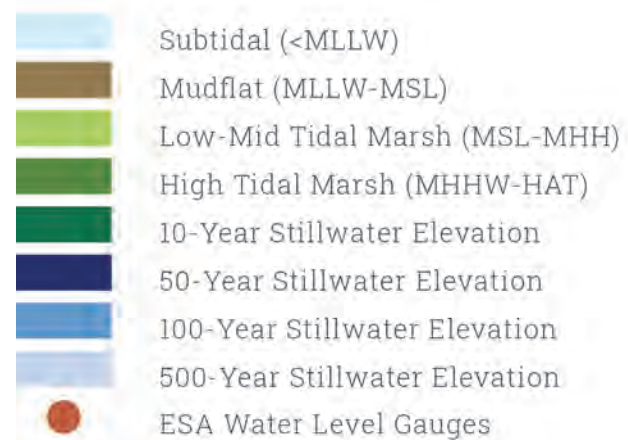 Subtidal (<MLLW)
Mudflat (MLLW-MSL)
Low-Mid Tidal Marsh (MSL-MHH)
High Tidal Marsh (MHHW-HAT)
10-Year Stillwater Elevation
50-Year Stillwater Elevation
100-Year Stillwater Elevation
500-Year Stillwater Elevation
ESA Water Level Gauges